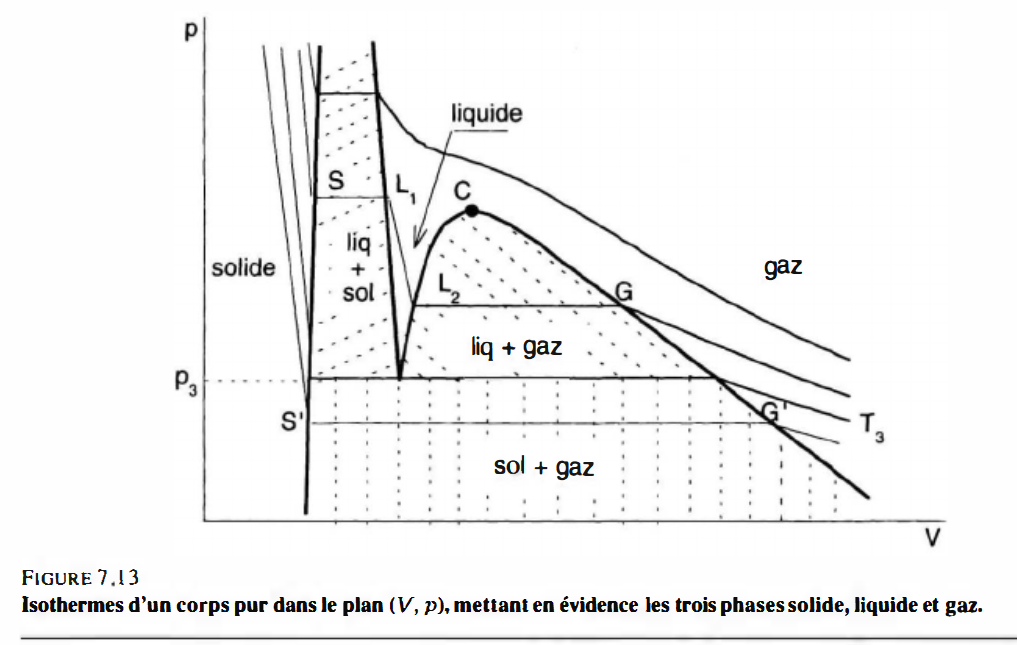 p
liquide
S
L1
C
liq
+
sol
solide
gaz
L2
G
liq + gaz
p3
S'
G'
T3
sol + gaz
V
FIGURE 7.13
Isothermes d'un corps pur dans le plan (V, p), mettant en évidence les trois phases solide, liquide et gaz.